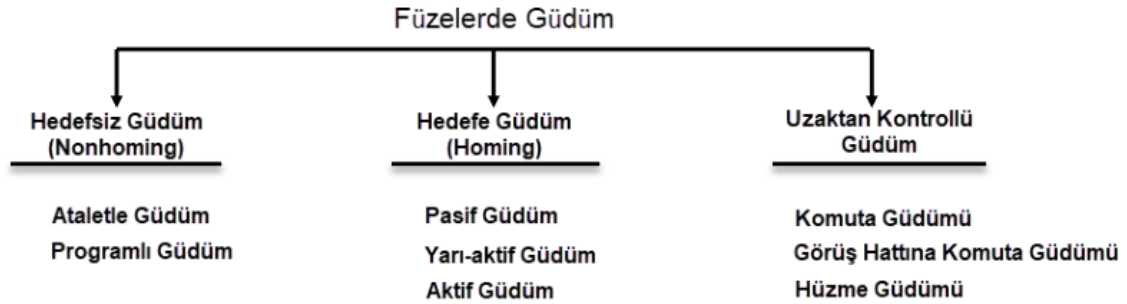 Füzelerde Güdüm
Hedefsiz Güdüm
(Nonhoming)
Ataletle Güdüm
Programlı Güdüm
Hedefe Güdüm
(Homing)
Pasif Güdüm
Yarı-aktif Güdüm
Aktif Güdüm
Uzaktan Kontrollü
Güdüm
Komuta Güdümü
Görüş Hattına Komuta Güdümü
Hüzme Güdümü